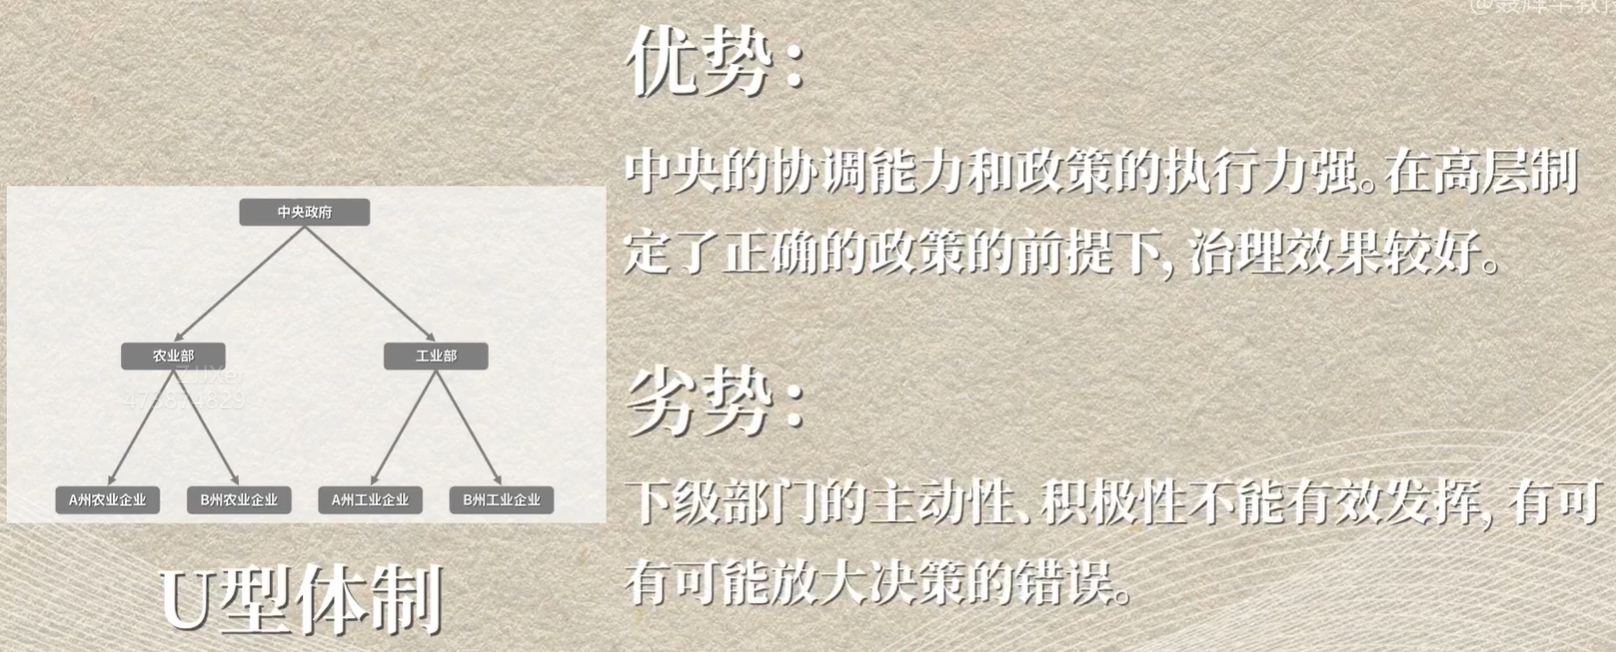 优势：
中央的协调能力和政策的执行力强。在高层制
定了正确的政策的前提下，治理效果较好。
中央政府
农业部
工业部
劣势：
A州农业企业
B州农业企业
A州工业企业
B州工业企业
下级部门的主动性、积极性不能有效发挥，有可
有可能放大决策的错误。
U型体制